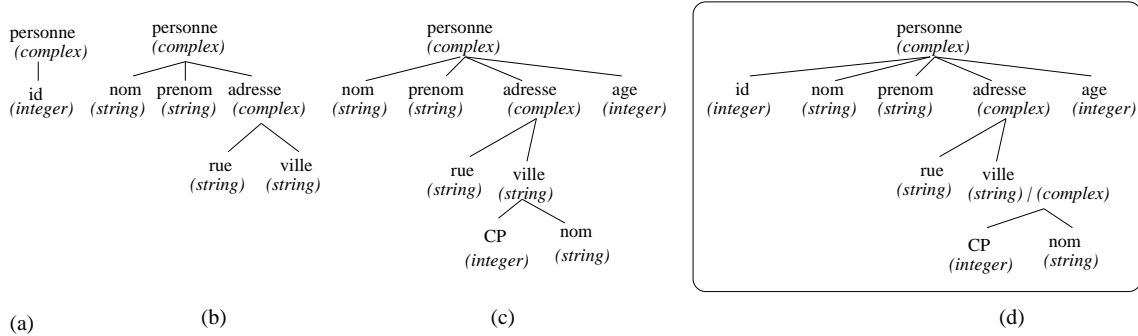 personne
(complex)
id
(integer)
(a)
personne
(complex)
nom prenom adresse
(string) (string) (complex)
rue ville
(string) (string)
(b)
personne
(complex)
nom prenom adresse age
(string) (string) (complex) (integer)
rue ville
(string) (string)
CP nom
(integer) (string)
(c)
personne
(complex)
id nom prenom adresse age
(integer) (string) (string) (complex) (integer)
rue ville
(string) (string) / (complex)
CP nom
(integer) (string)
(d)